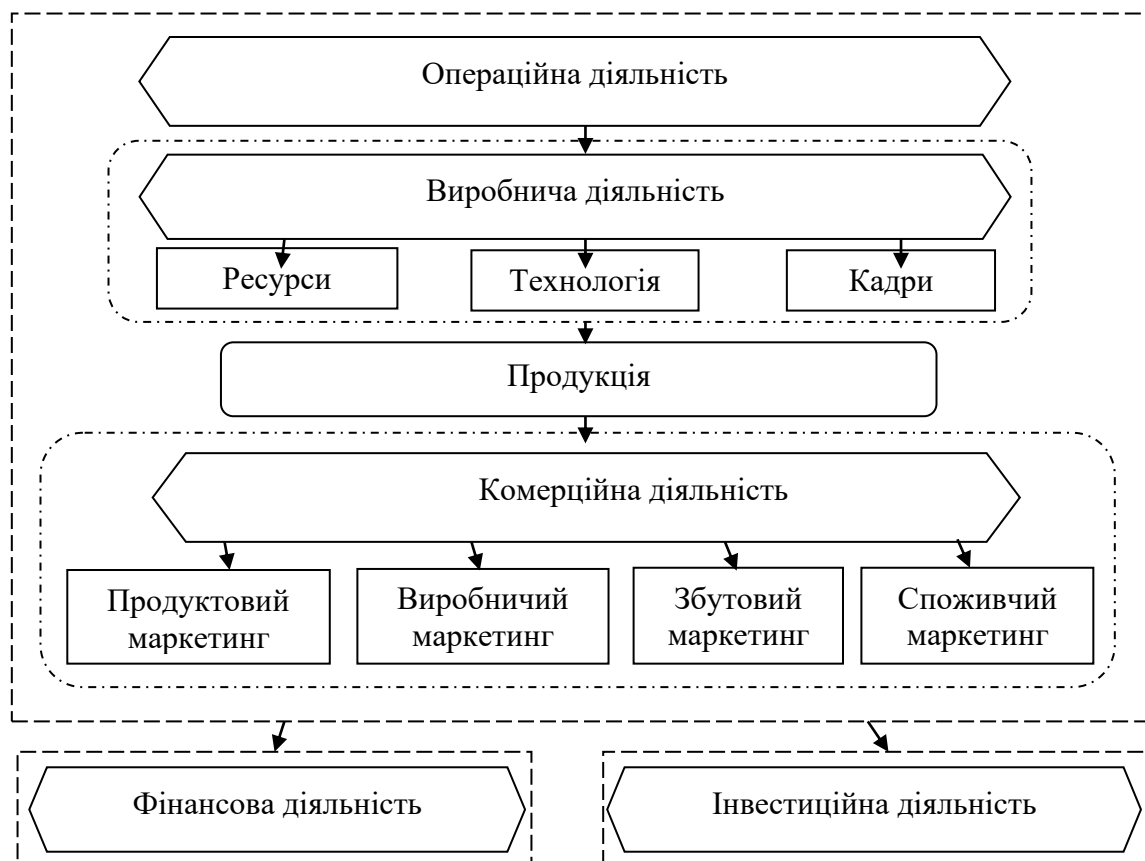 Операційна діяльність
Виробнича діяльність
Ресурси
Технологія
Кадри
Продукція
Комерційна діяльність
Продуктовий
маркетинг
Виробничий
маркетинг
Збутовий
маркетинг
Споживчий
маркетинг
Фінансова діяльність
Інвестиційна діяльність